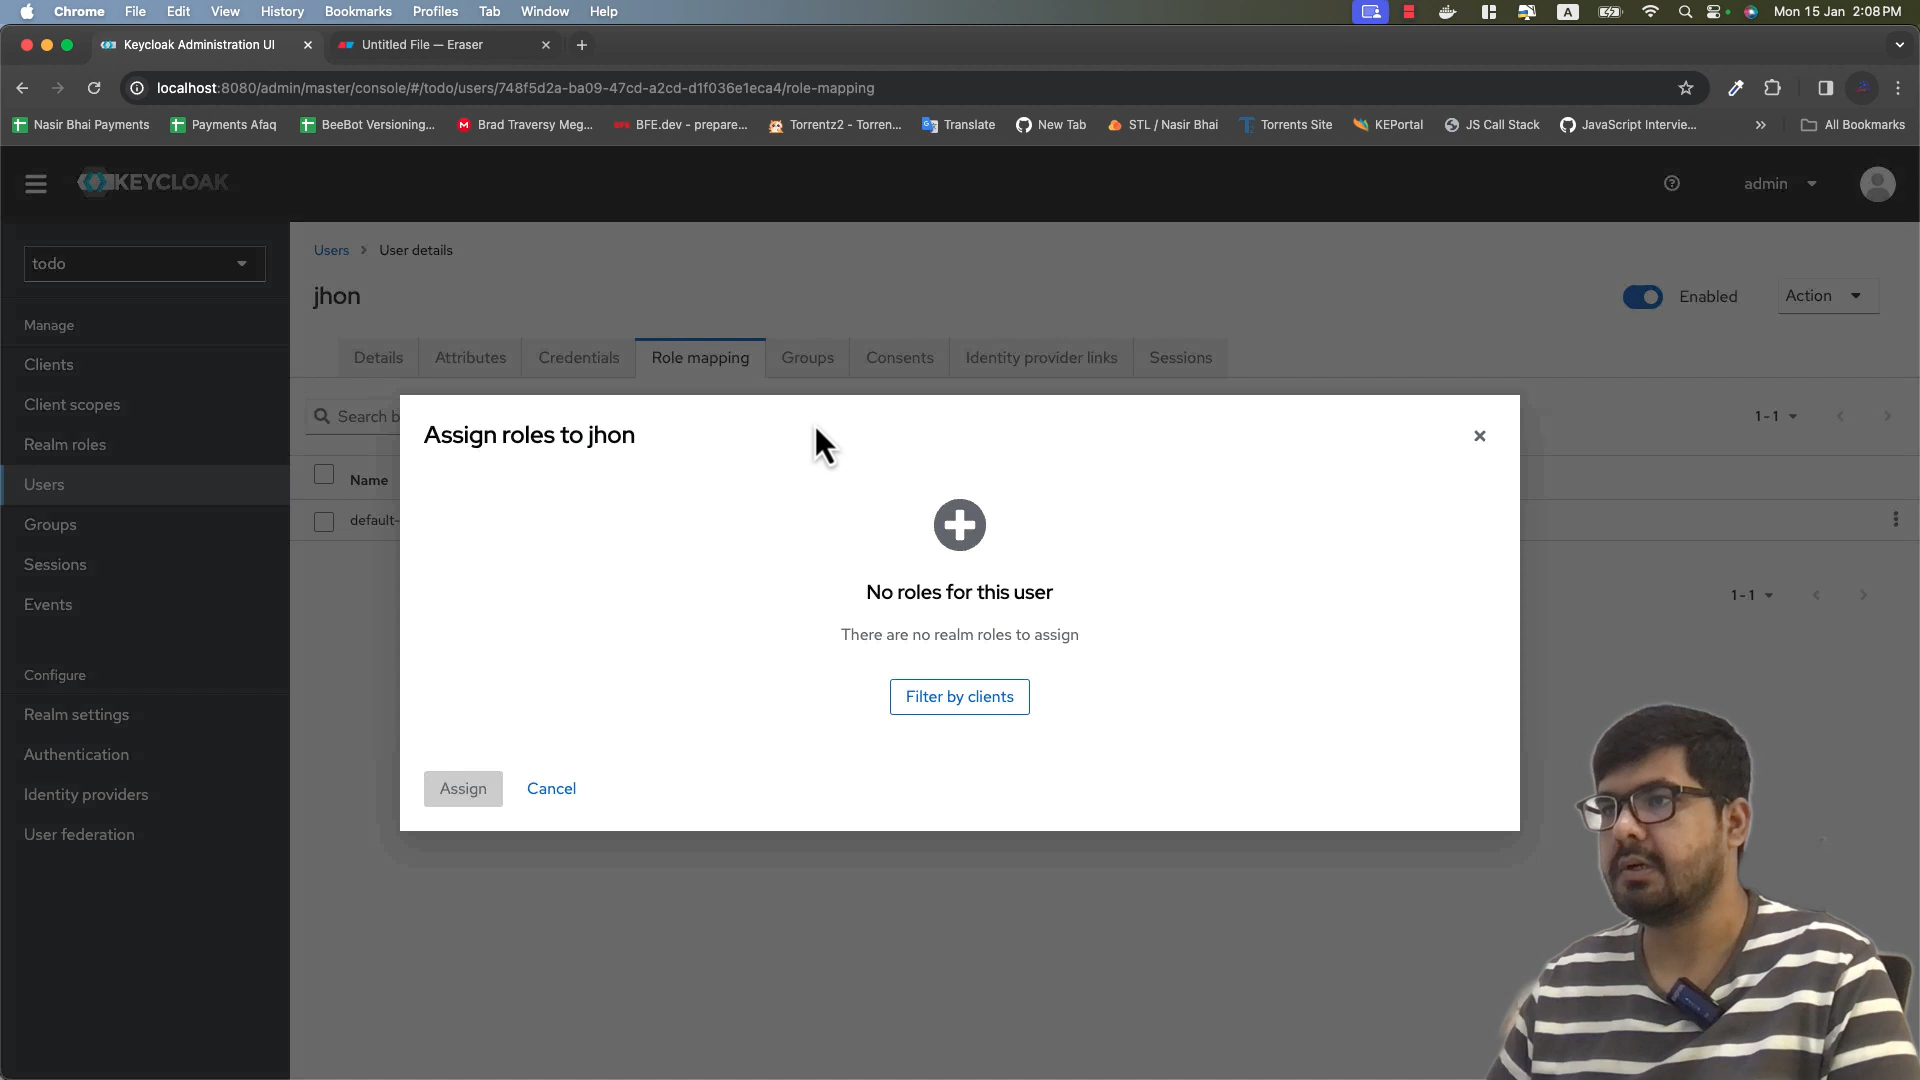 Chrome File Edit View History Bookmarks Profiles Tab Window Help A Mon 15 Jan 2:08 PM
Keycloak Administration UI Untitled File — Eraser
localhost:8080/admin/master/console/#/todo/users/748f5d2a-ba09-47cd-a2cd-d1f036e1eca4/role-mapping
Nasir Bhai Payments Payments Afaq BeeBot Versioning... Brad Traversy Meg... BFE.dev - prepare... Torrentz2 - Torren... Translate New Tab STL / Nasir Bhai Torrents Site KEPortal JS Call Stack JavaScript Intervie... » All Bookmarks
KEYCLOAK admin
todo
Manage
Clients
Client scopes
Realm roles
Users
Groups
Sessions
Events
Configure
Realm settings
Authentication
Identity providers
User federation
Users > User details
jhon Enabled Action
Details Attributes Credentials Role mapping Groups Consents Identity provider links Sessions
Search b 1-1
Name
default-
1-1
Assign roles to jhon
No roles for this user
There are no realm roles to assign
Filter by clients
Assign Cancel